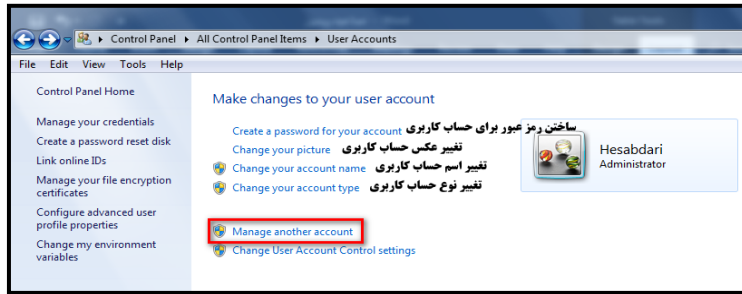 Control Panel ▸ All Control Panel Items ▸ User Accounts
File Edit View Tools Help
Control Panel Home
Manage your credentials
Create a password reset disk
Link online IDs
Manage your file encryption
certificates
Configure advanced user
profile properties
Change my environment
variables
Make changes to your user account
Create a password for your account ساختن رمز عبور برای حساب کاربری
Change your picture تغییر عکس حساب کاربری
Change your account name تغییر اسم حساب کاربری
Change your account type تغییر نوع حساب کاربری
Manage another account
Change User Account Control settings
Hesabdari
Administrator